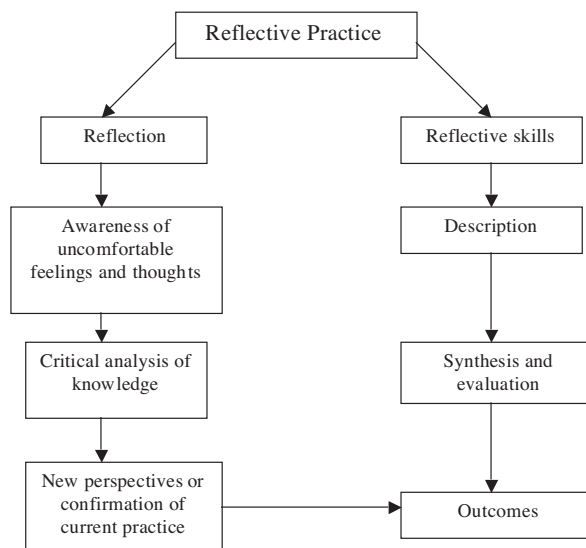 Reflective Practice
Reflection
Reflective skills
Awareness of
uncomfortable
feelings and thoughts
Description
Critical analysis of
knowledge
Synthesis and
evaluation
New perspectives or
confirmation of
current practice
Outcomes